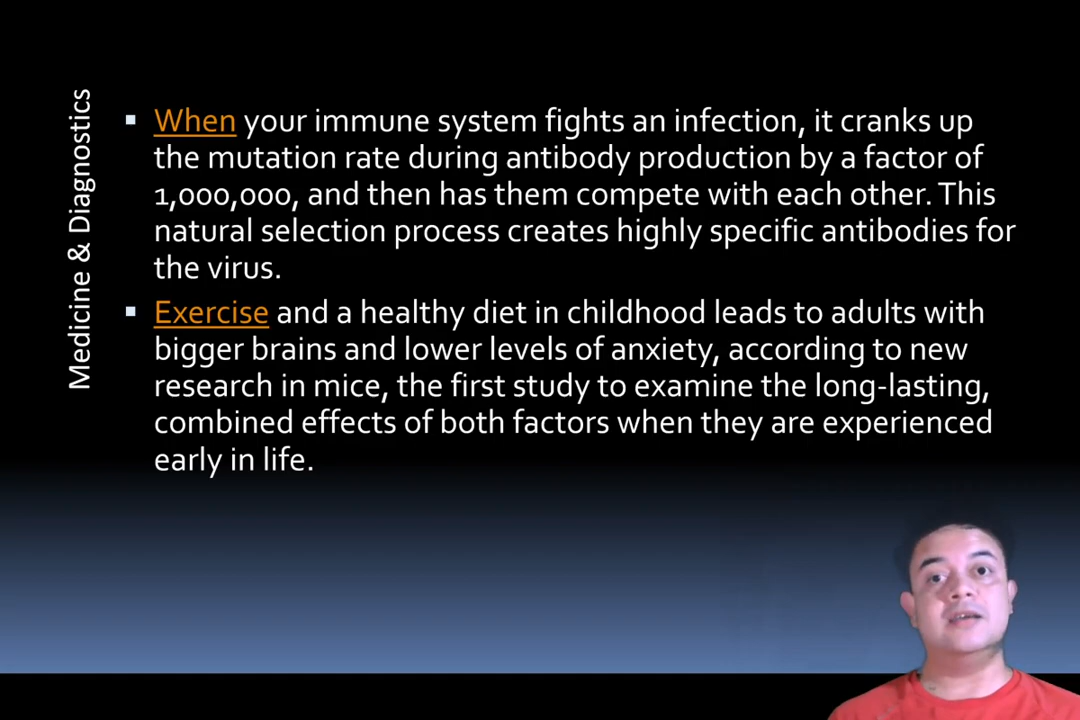 Medicine & Diagnostics
When your immune system fights an infection, it cranks up
the mutation rate during antibody production by a factor of
1,000,000, and then has them compete with each other. This
natural selection process creates highly specific antibodies for
the virus.
Exercise and a healthy diet in childhood leads to adults with
bigger brains and lower levels of anxiety, according to new
research in mice, the first study to examine the long-lasting,
combined effects of both factors when they are experienced
early in life.